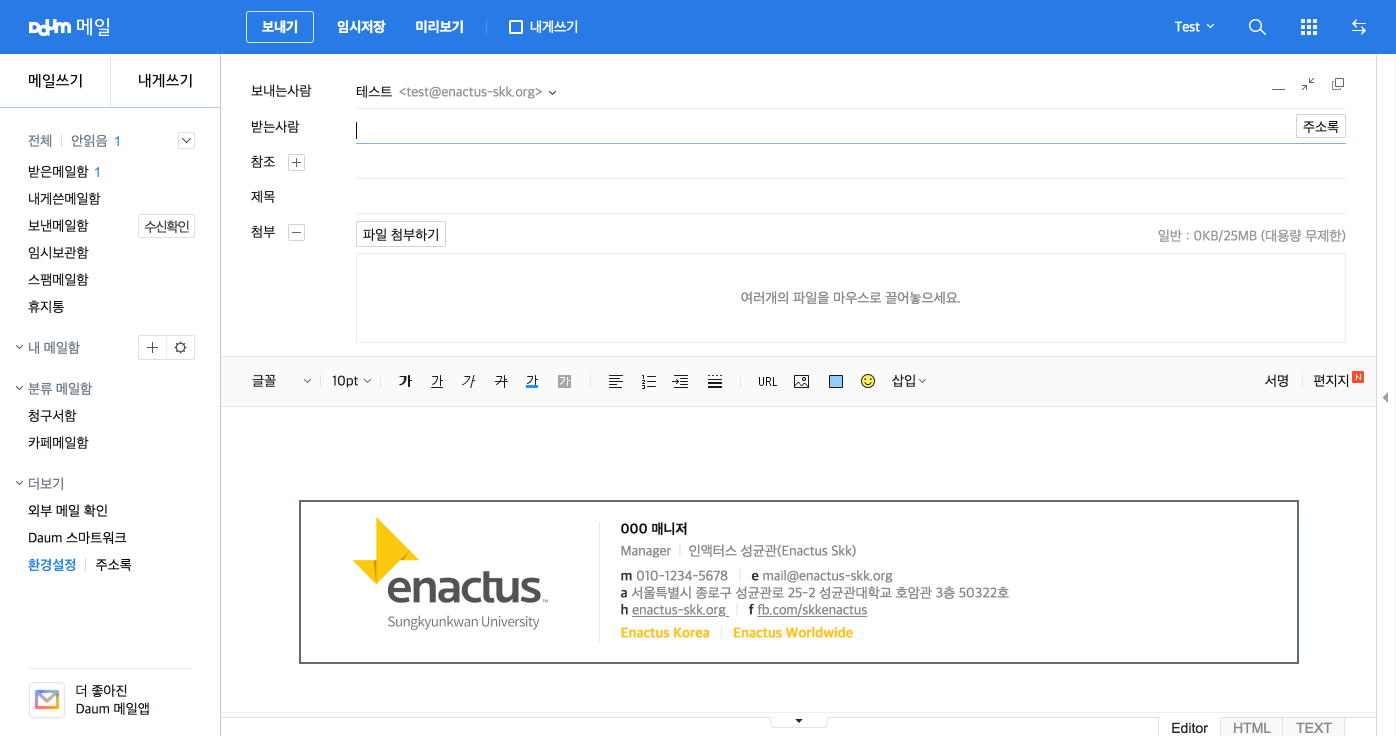 Daum 메일
보내기 임시저장 미리보기 내게쓰기 Test
메일쓰기 내게쓰기
전체 안읽음 1
받은메일함 1
내게쓴메일함
보낸메일함 수신확인
임시보관함
스팸메일함
휴지통
내 메일함
분류 메일함
청구서함
카페메일함
더보기
외부 메일 확인
Daum 스마트워크
환경설정 주소록
더 좋아진
Daum 메일앱
보내는사람 테스트 <test@enactus-skk.org>
받는사람 주소록
참조
제목
첨부 파일 첨부하기 일반 : 0KB/25MB (대용량 무제한)
여러개의 파일을 마우스로 끌어놓으세요.
글꼴 10pt 가 가 가 가 가 가 URL 삽입 서명 편지지 N
enactus™
Sungkyunkwan University
000 매니저
Manager 인액터스 성균관(Enactus Skk)
m 010-1234-5678 e mail@enactus-skk.org
a 서울특별시 종로구 성균관로 25-2 성균관대학교 호암관 3층 50322호
h enactus-skk.org f fb.com/skkenactus
Enactus Korea Enactus Worldwide
Editor HTML TEXT